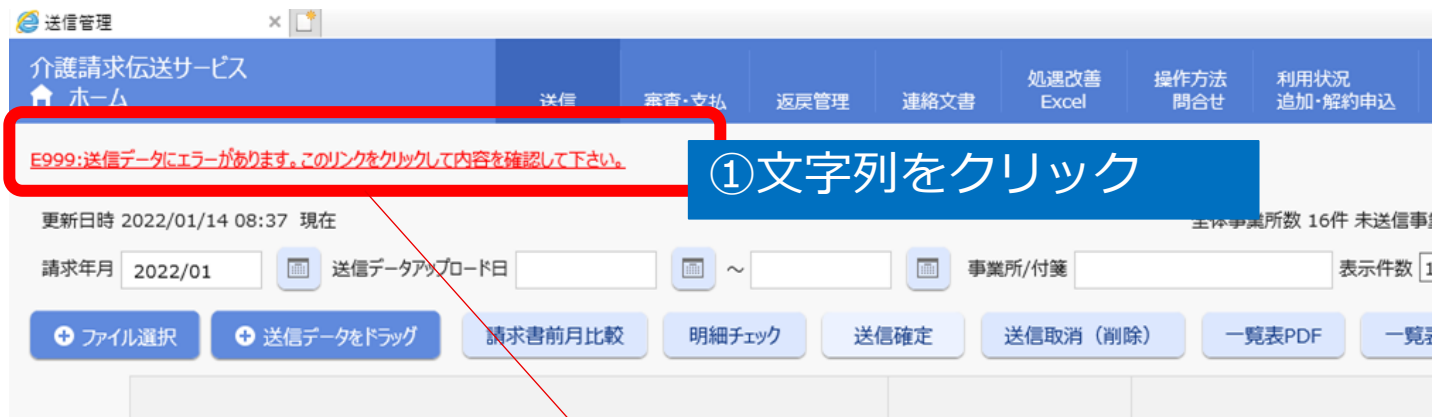 送信管理
介護請求伝送サービス
ホーム
送信
審査・支払
返戻管理
連絡文書
処遇改善
Excel
操作方法
問合せ
利用状況
追加・解約申込
E999:送信データにエラーがあります。このリンクをクリックして内容を確認して下さい。
①文字列をクリック
更新日時 2022/01/14 08:37 現在
全体事業所数 16件 未送信事
請求年月 2022/01
送信データアップロード日
～
事業所/付箋
表示件数 1
ファイル選択
送信データをドラッグ
請求書前月比較
明細チェック
送信確定
送信取消（削除）
一覧表PDF
一覧